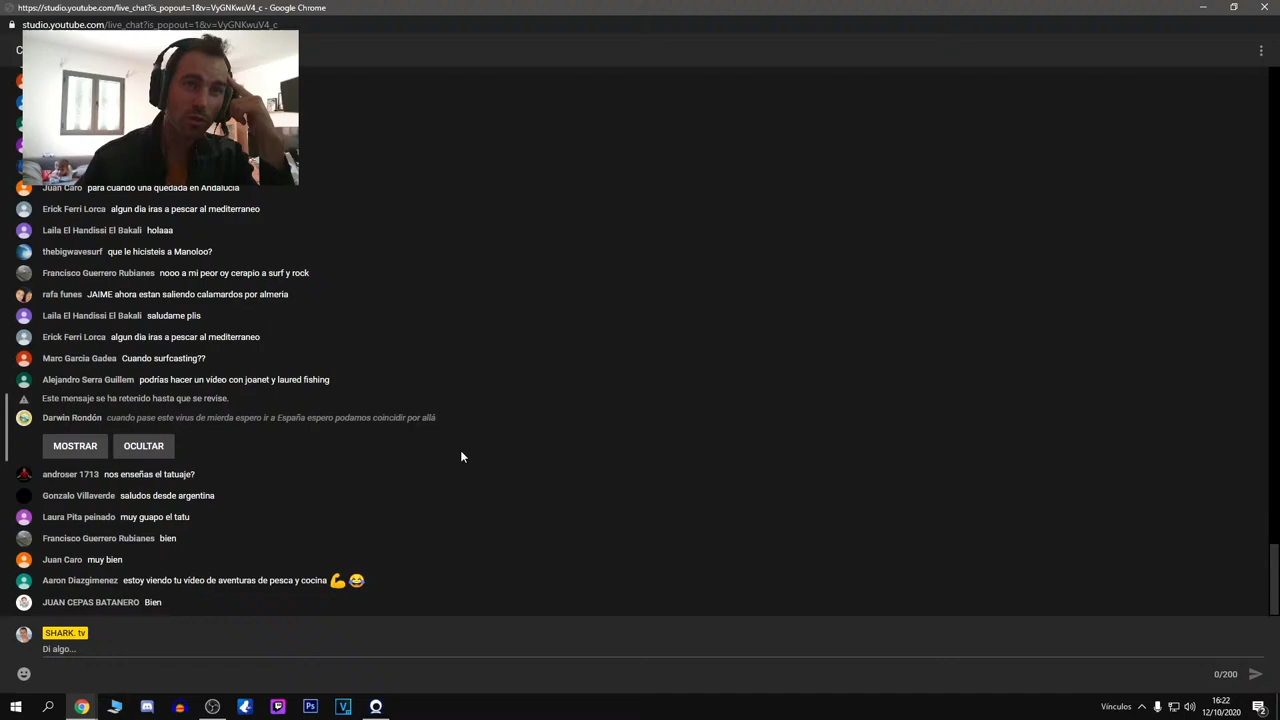 https://studio.youtube.com/live_chat?is_popout=1&v=VyGNKwuV4_c - Google Chrome
studio.youtube.com/live_chat?is_popout=1&v=VyGNKwuV4_c
Juan Caro para cuando una quedada en Andalucia
Erick Ferri Lorca algun dia iras a pescar al mediterraneo
Laila El Handissi El Bakali holaaa
thebigwavesurf que le hicisteis a Manoloo?
Francisco Guerrero Rubianes nooo a mi peor oy cerapio a surf y rock
rafa funes JAIME ahora estan saliendo calamardos por almeria
Laila El Handissi El Bakali saludame plis
Erick Ferri Lorca algun dia iras a pescar al mediterraneo
Marc Garcia Gadea Cuando surfcasting??
Alejandro Serra Guillem podrías hacer un vídeo con joanet y laured fishing
Este mensaje se ha retenido hasta que se revise.
Darwin Rondón cuando pase este virus de mierda espero ir a España espero podamos coincidir por allá
MOSTRAR OCULTAR
androser 1713 nos enseñas el tatuaje?
Gonzalo Villaverde saludos desde argentina
Laura Pita peinado muy guapo el tatu
Francisco Guerrero Rubianes bien
Juan Caro muy bien
Aaron Diazgimenez estoy viendo tu vídeo de aventuras de pesca y cocina 💪😂
JUAN CEPAS BATANERO Bien
SHARK. tv
Di algo...
0/200
Vínculos 16:22
12/10/2020
2